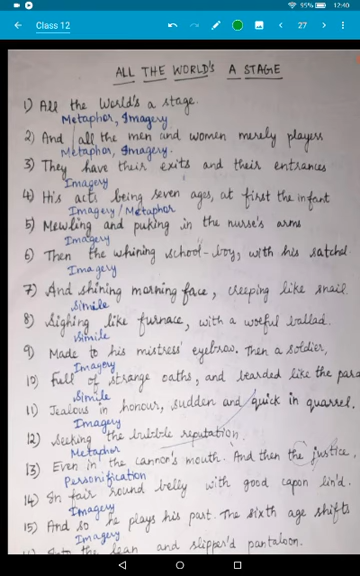 95% 12:40
Class 12
27
ALL THE WORLD'S A STAGE
1) All the World's a stage.
Metaphor, Imagery
2) And all the men and women merely players
Metaphor, Imagery.
3) They have their exits and their entrances
Imagery
4) His acts being seven ages, at first the infant
Imagery/Metaphor
5) Mewling and puking in the nurse's arms
Imagery
6) Then the whining school-boy, with his satchel
Imagery
7) And shining morning face, creeping like snail
Simile
8) Sighing like furnace, with a woeful ballad.
Simile
9) Made to his mistress' eyebrow. Then a soldier,
Imagery
10) Full of strange oaths, and bearded like the pard
Simile
11) Jealous in honour, sudden and quick in quarrel.
Imagery
12) Seeking the bubble reputation.
Metaphor
13) Even in the cannon's mouth. And then the justice,
Personification
14) In fair round belly with good capon lin'd.
Imagery
15) And so he plays his part. The sixth age shifts
Imagery
the lean and slipper'd pantaloon.